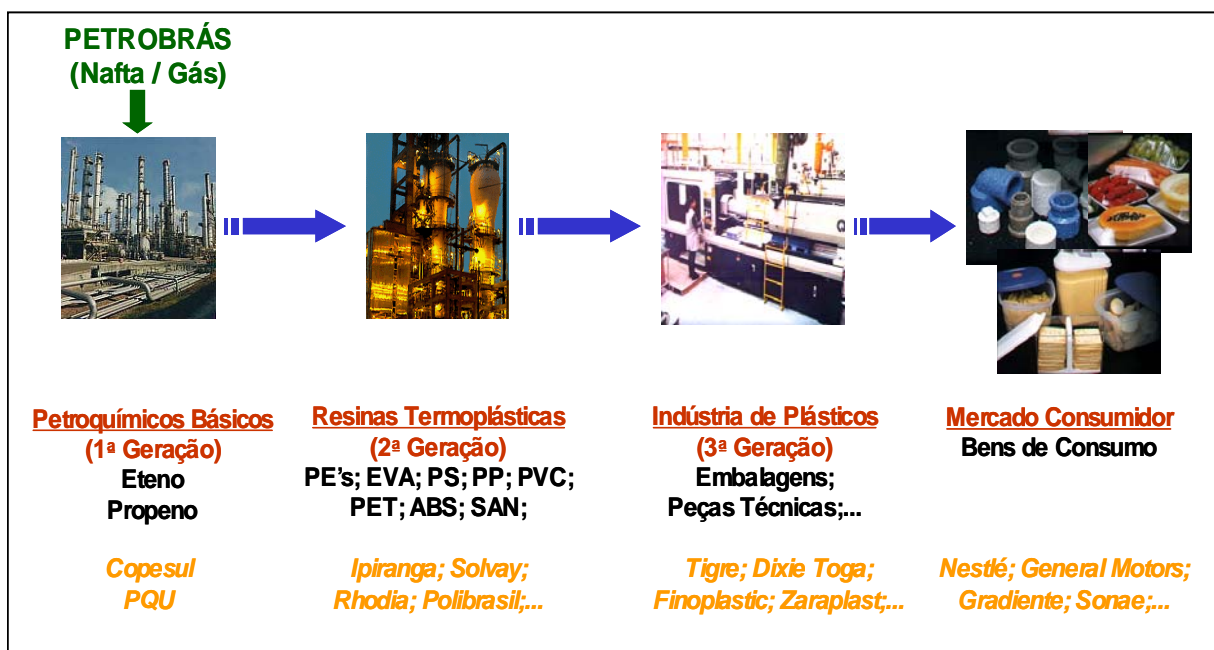 PETROBRÁS
(Nafta / Gás)
Petroquímicos Básicos
(1ª Geração)
Eteno
Propeno
Copesul
PQU
Resinas Termoplásticas
(2ª Geração)
PE's; EVA; PS; PP; PVC;
PET; ABS; SAN;
Ipiranga; Solvay;
Rhodia; Polibrasil;...
Indústria de Plásticos
(3ª Geração)
Embalagens;
Peças Técnicas;...
Tigre; Dixie Toga;
Finoplastic; Zaraplast;...
Mercado Consumidor
Bens de Consumo
Nestlé; General Motors;
Gradiente; Sonae;...